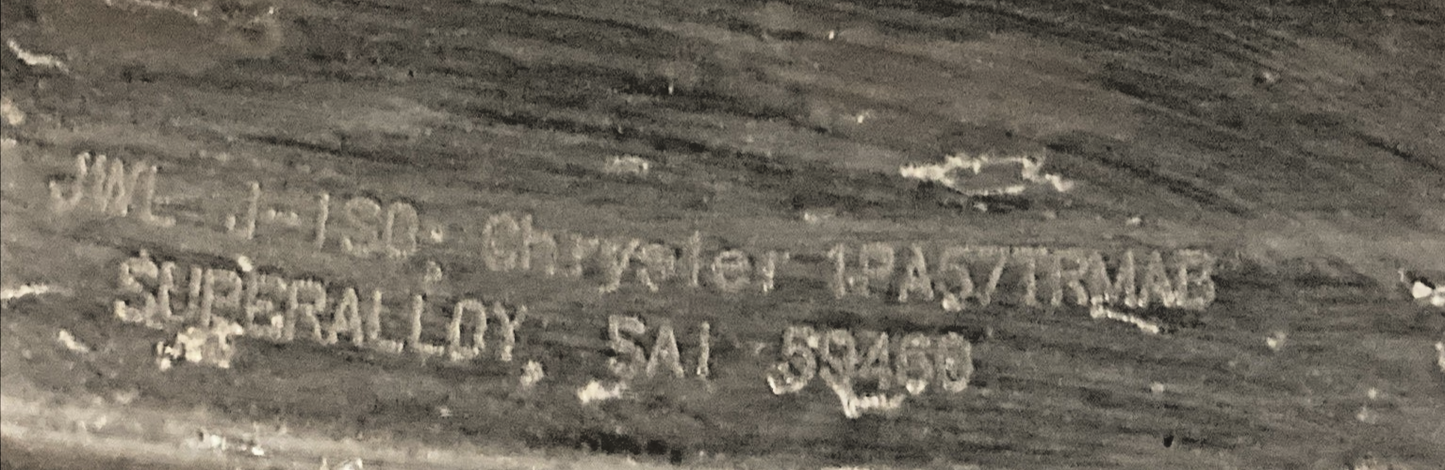 JWL J-ISO. Chrysler 1PA57TRMAB
SUPERALLOY. SAI 59460